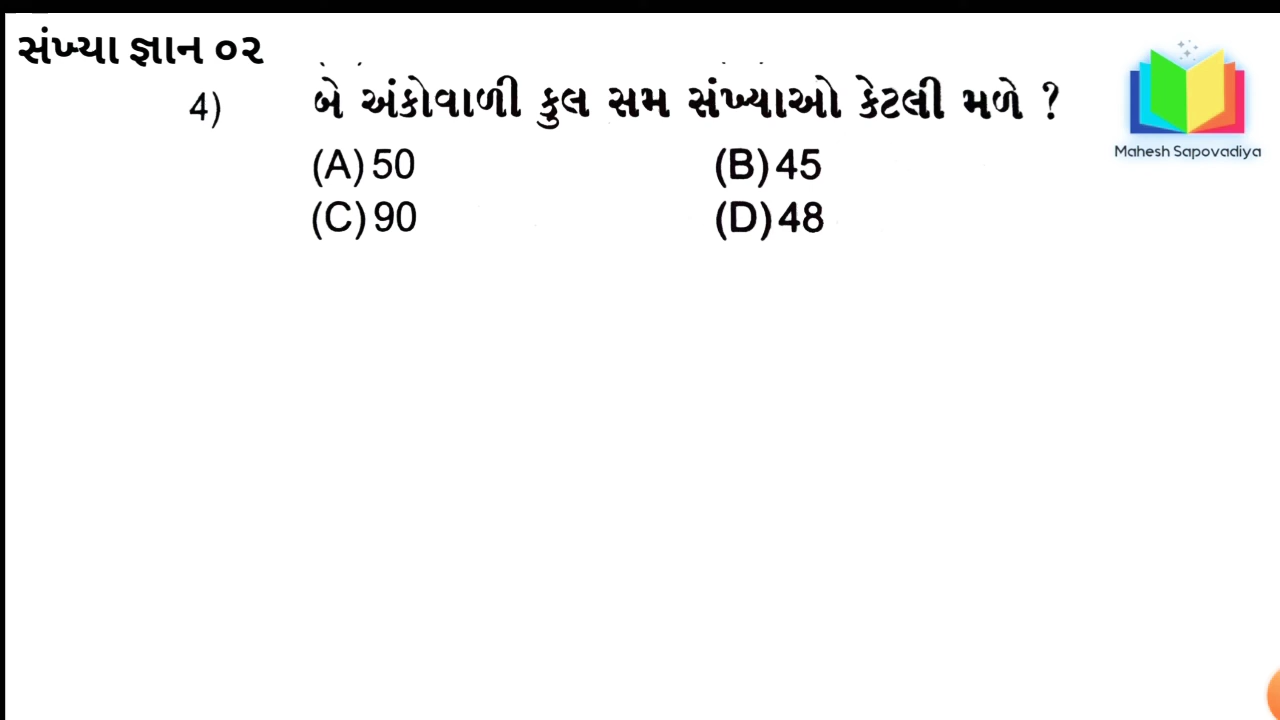 સંખ્યા જ્ઞાન ૦૨
4) બે અંકોવાળી કુલ સમ સંખ્યાઓ કેટલી મળે ?
(A) 50 (B) 45
(C) 90 (D) 48
Mahesh Sapovadiya